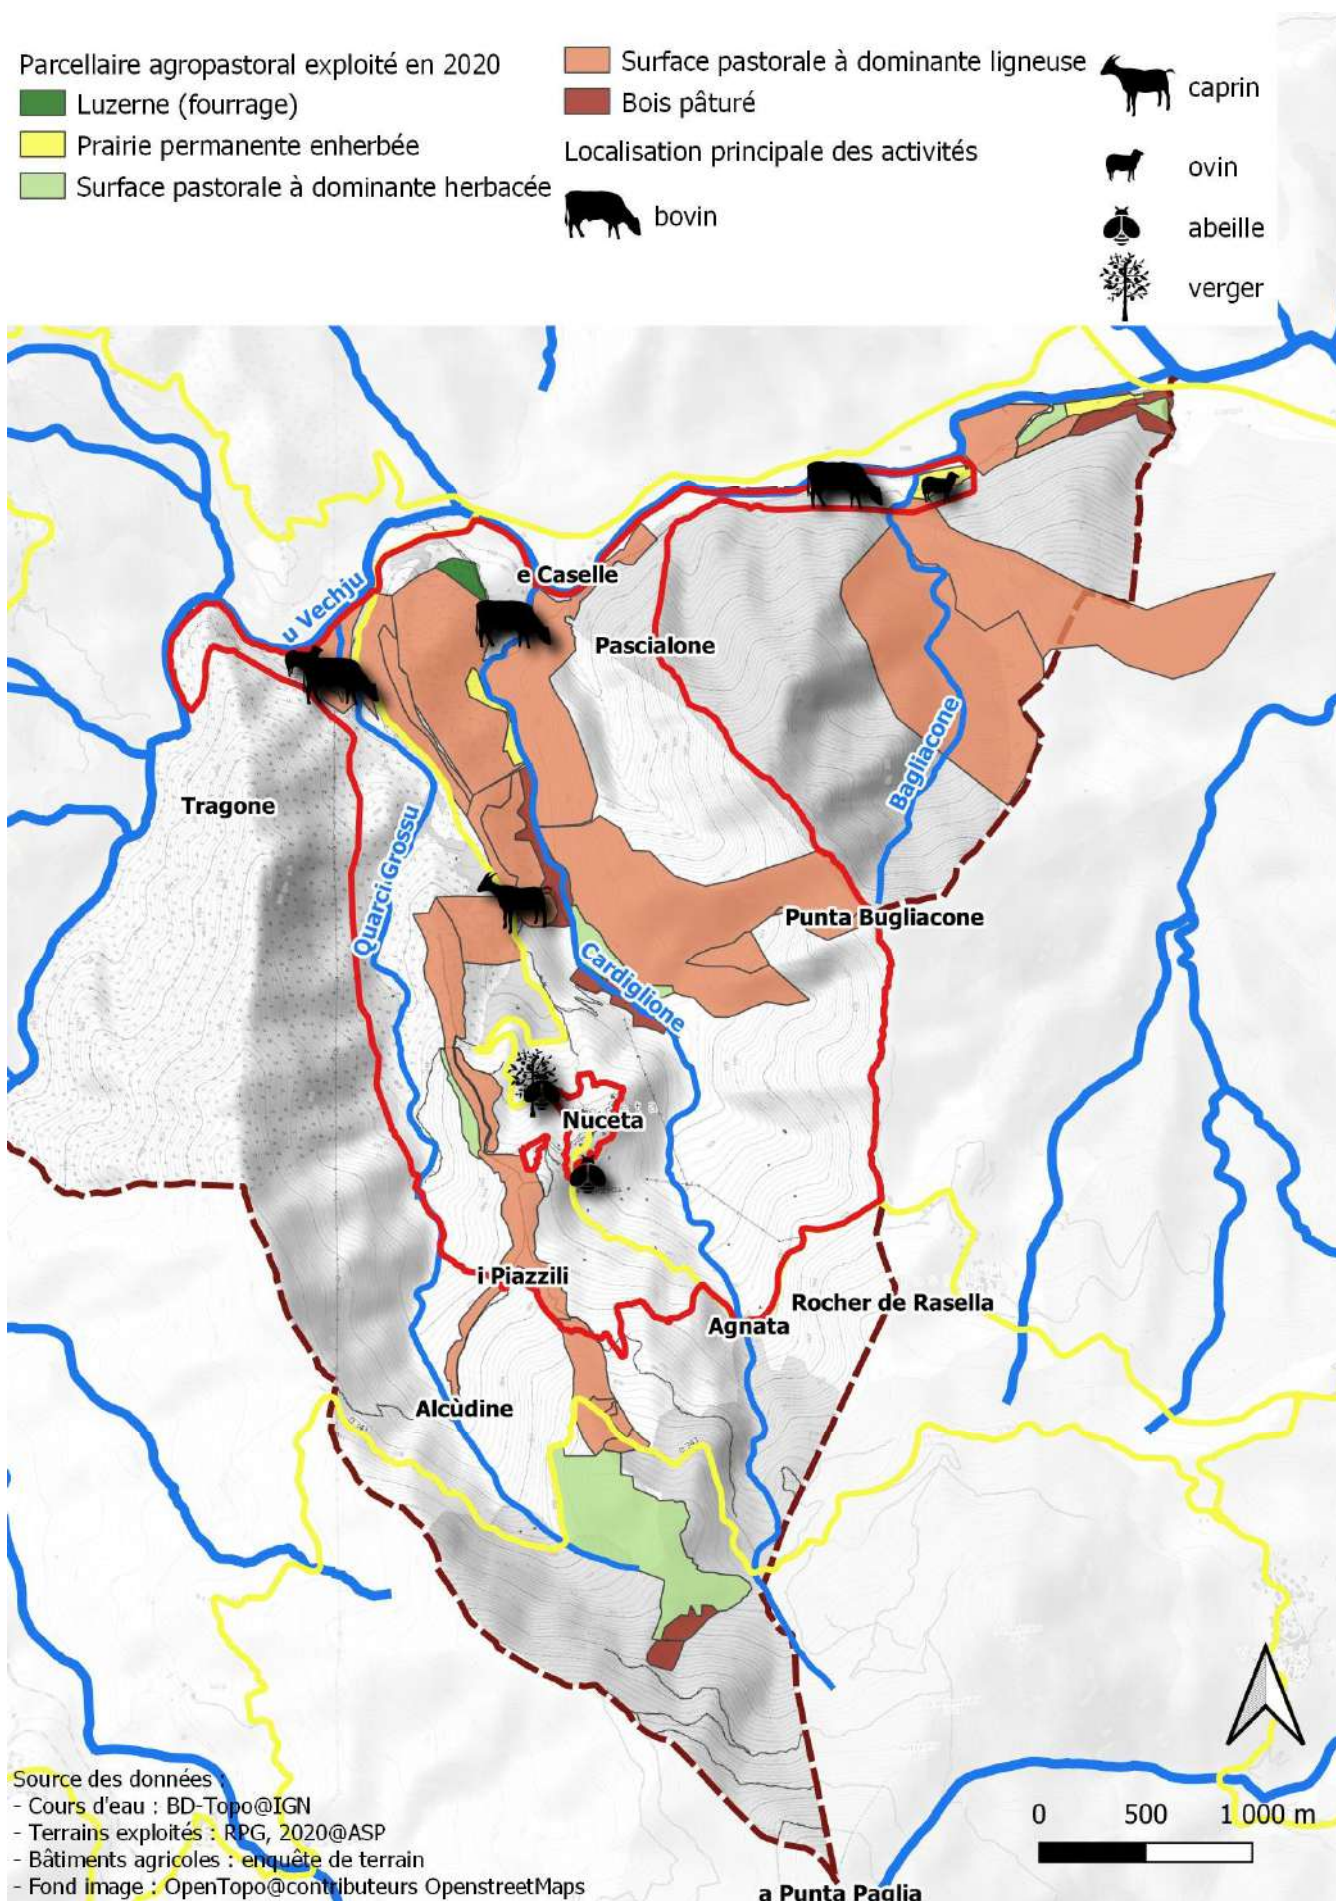 Parcellaire agropastoral exploité en 2020
Luzerne (fourrage)
Prairie permanente enherbée
Surface pastorale à dominante herbacée
Surface pastorale à dominante ligneuse
Bois pâturé
Localisation principale des activités
bovin
caprin
ovin
abeille
verger
e Caselle
u Vechju
Pascialone
Tragone
Bagliacone
Quarci Grossu
Punta Bugliacone
Cardiglione
Nuceta
i Piazzili
Rocher de Rasella
Agnata
Alcùdine
D 343
D 343
Source des données :
- Cours d'eau : BD-Topo@IGN
- Terrains exploités : RPG, 2020@ASP
- Bâtiments agricoles : enquête de terrain
- Fond image : OpenTopo@contributeurs OpenstreetMaps
0 500 1 000 m
a Punta Paglia